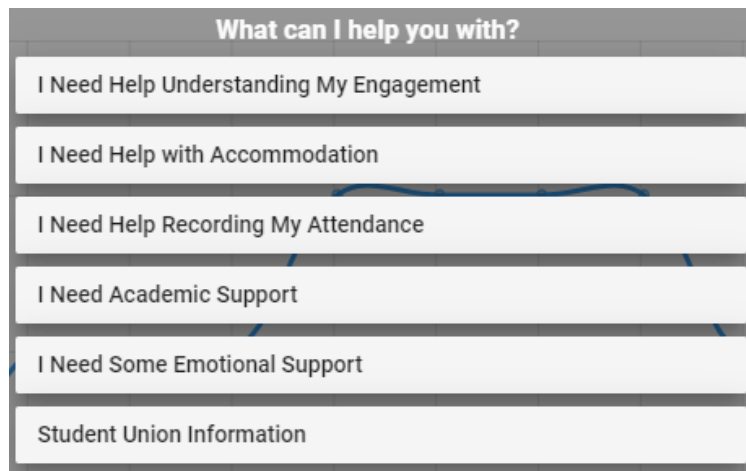 What can I help you with?
I Need Help Understanding My Engagement
I Need Help with Accommodation
I Need Help Recording My Attendance
I Need Academic Support
I Need Some Emotional Support
Student Union Information